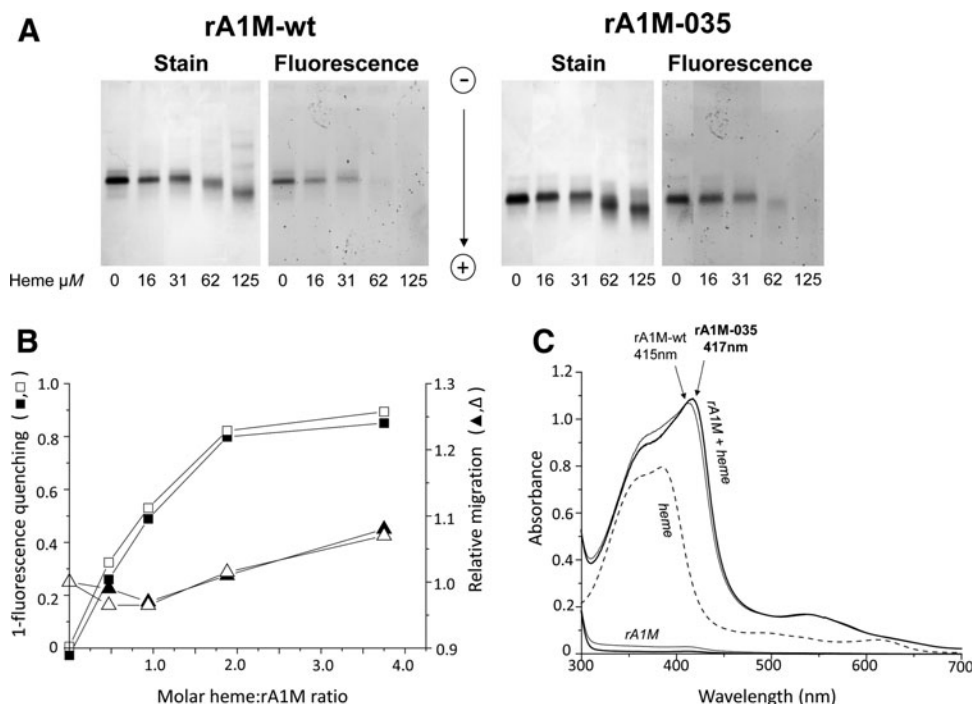 A
rA1M-wt
rA1M-035
Stain
Fluorescence
Stain
Fluorescence
−
+
Heme µM
0 16 31 62 125
0 16 31 62 125
0 16 31 62 125
0 16 31 62 125
B
1-fluorescence quenching (■,□)
1.0
0.8
0.6
0.4
0.2
0
1.0 2.0 3.0 4.0
Molar heme:rA1M ratio
1.3
1.2
1.1
1.0
0.9
Relative migration (▲,Δ)
C
rA1M-wt
415nm
rA1M-035
417nm
Absorbance
1.2
1.0
0.8
0.6
0.4
0.2
0
rA1M + heme
heme
rA1M
300 400 500 600 700
Wavelength (nm)